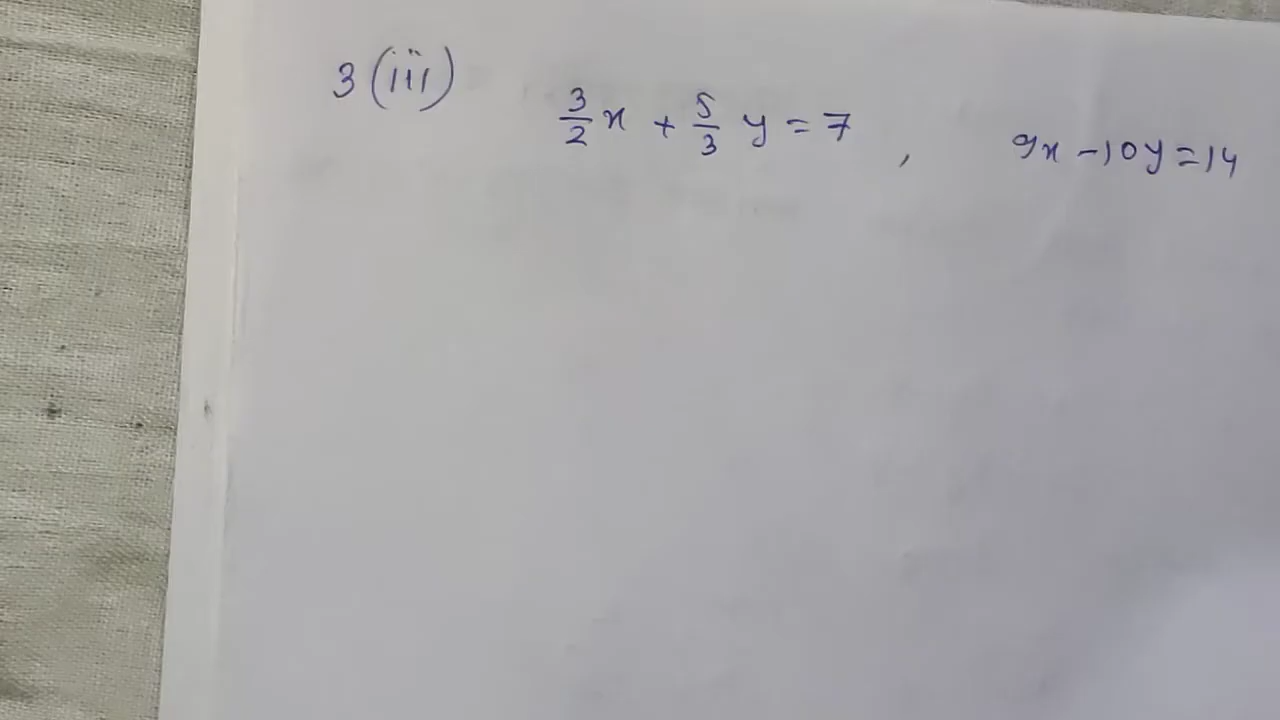 3 (iii)
3/2 x + 5/3 y = 7 , 9x - 10y = 14